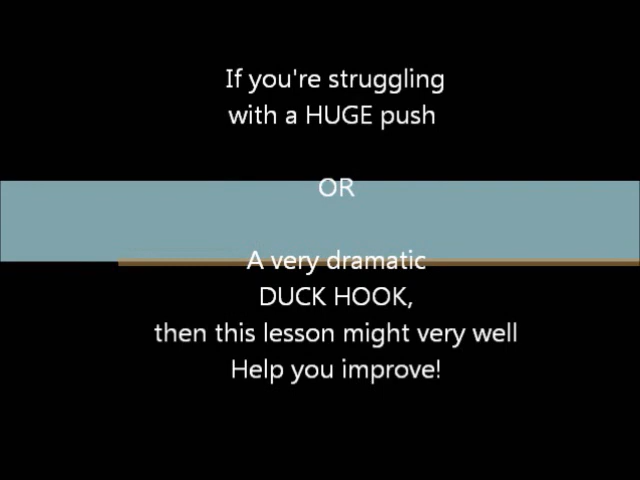 If you're struggling
with a HUGE push
OR
A very dramatic
DUCK HOOK,
then this lesson might very well
Help you improve!